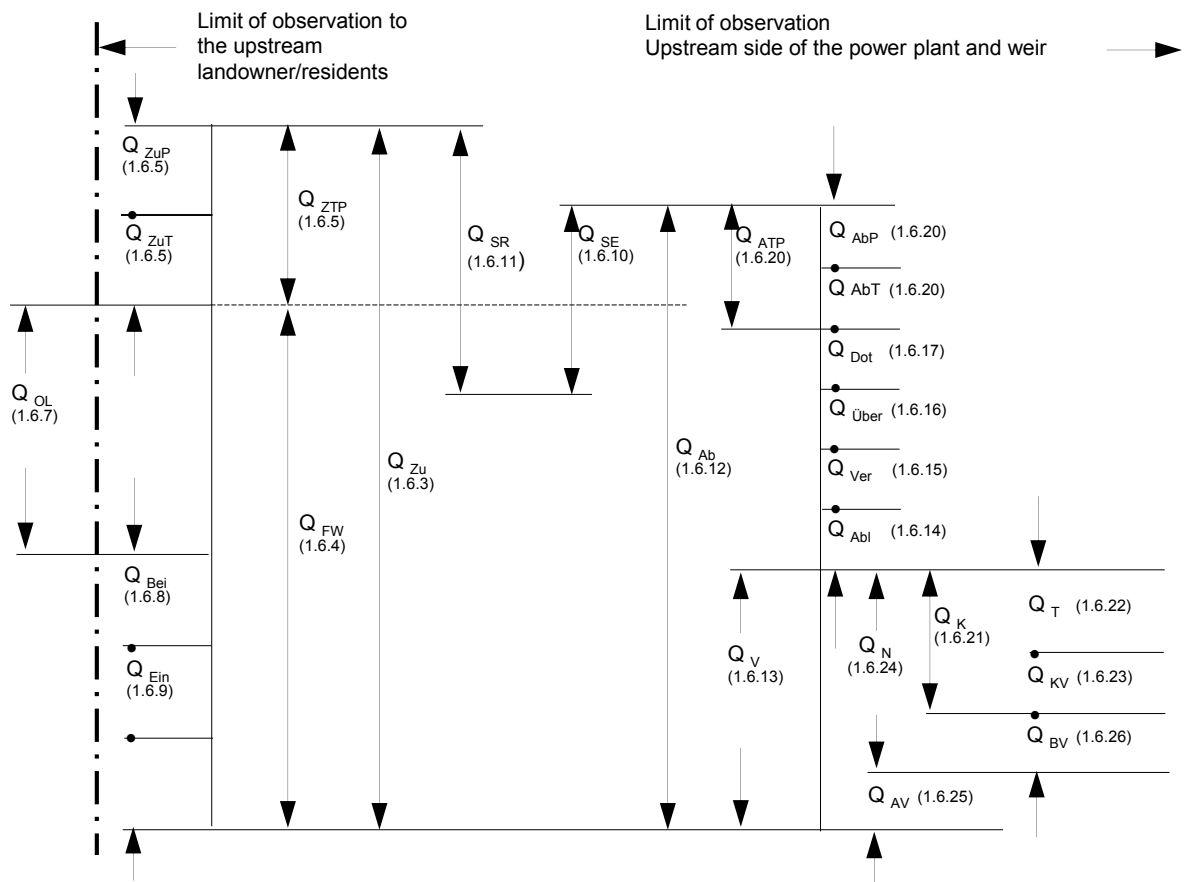 Limit of observation to
the upstream
landowner/residents
Limit of observation
Upstream side of the power plant and weir
Q ZuP
(1.6.5)
Q ZuT
(1.6.5)
Q ZTP
(1.6.5)
Q SR
(1.6.11)
Q SE
(1.6.10)
Q ATP
(1.6.20)
Q AbP (1.6.20)
Q AbT (1.6.20)
Q Dot (1.6.17)
Q Über (1.6.16)
Q Ver (1.6.15)
Q Abl (1.6.14)
Q OL
(1.6.7)
Q Zu
(1.6.3)
Q Ab
(1.6.12)
Q FW
(1.6.4)
Q Bei
(1.6.8)
Q Ein
(1.6.9)
Q V
(1.6.13)
Q N
(1.6.24)
Q K
(1.6.21)
Q T (1.6.22)
Q KV (1.6.23)
Q BV (1.6.26)
Q AV (1.6.25)